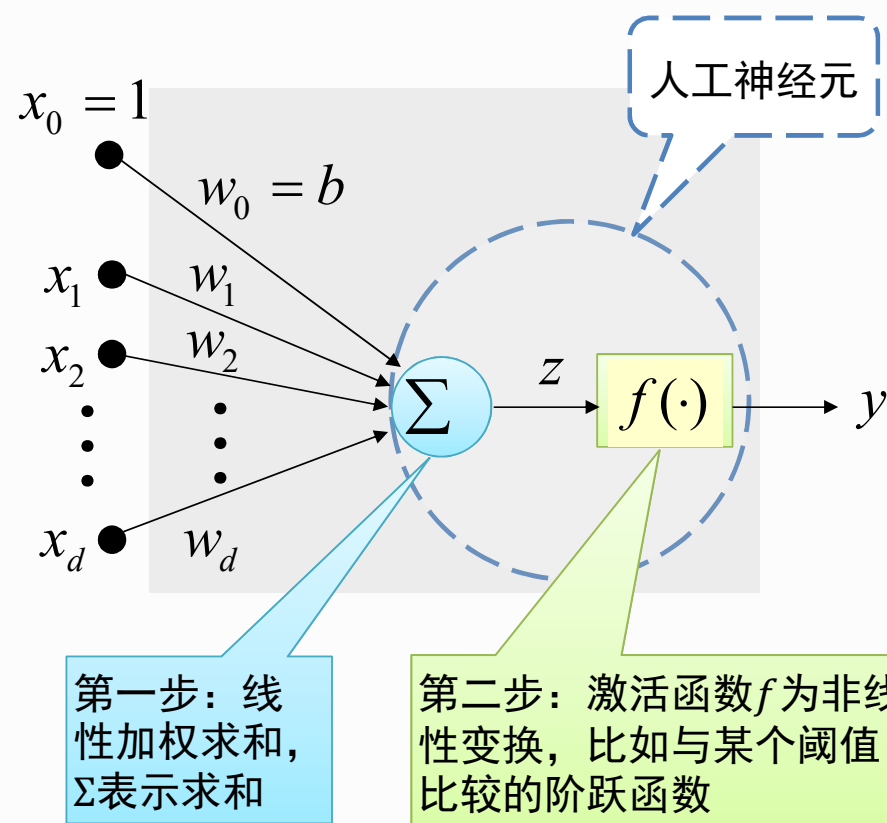 人工神经元
x₀ = 1
w₀ = b
x₁
w₁
x₂
w₂
Σ
z
f(·)
y
x_d
w_d
第一步：线
性加权求和，
Σ表示求和
第二步：激活函数f为非线
性变换，比如与某个阈值
比较的阶跃函数